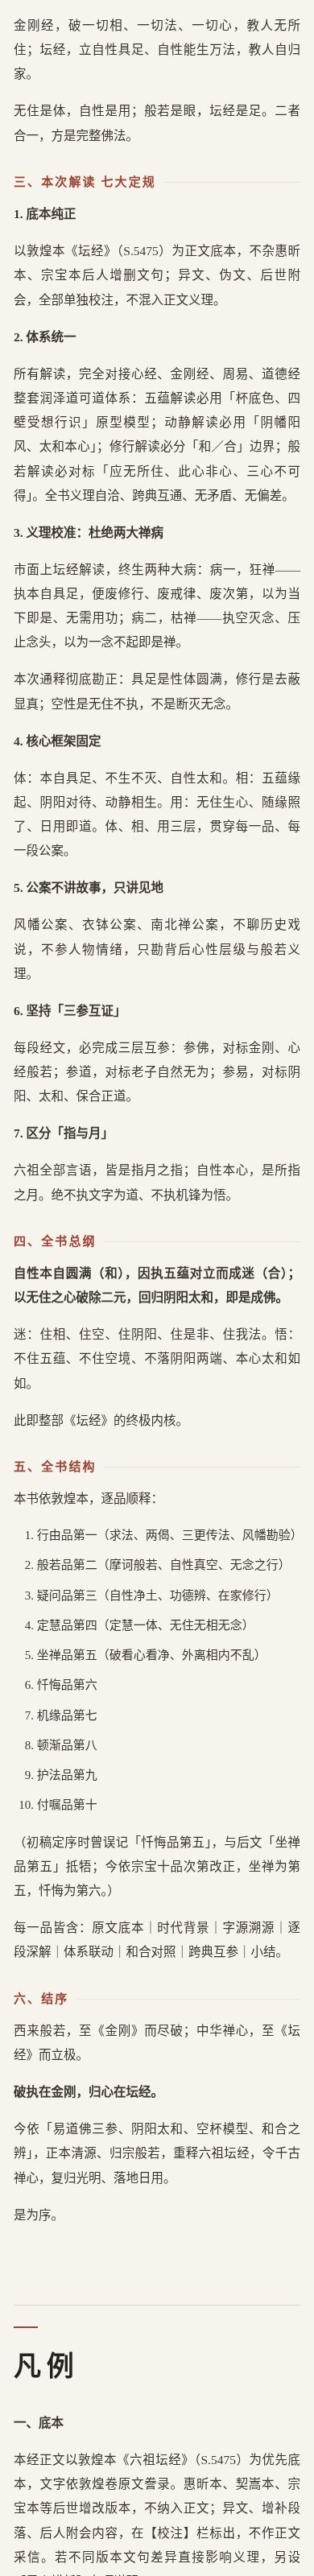 金刚经，破一切相、一切法、一切心，教人无所
住；坛经，立自性具足、自性能生万法，教人自归
家。
无住是体，自性是用；般若是眼，坛经是足。二者
合一，方是完整佛法。
三、本次解读 七大定规
1. 底本纯正
以敦煌本《坛经》（S.5475）为正文底本，不杂惠昕
本、宗宝本后人增删文句；异文、伪文、后世附
会，全部单独校注，不混入正文义理。
2. 体系统一
所有解读，完全对接心经、金刚经、周易、道德经
整套润泽道可道体系：五蕴解读必用「杯底色、四
壁受想行识」原型模型；动静解读必用「阴幡阳
风、太和本心」；修行解读必分「和／合」边界；般
若解读必对标「应无所住、此心非心、三心不可
得」。全书义理自洽、跨典互通、无矛盾、无偏差。
3. 义理校准：杜绝两大禅病
市面上坛经解读，终生两种大病：病一，狂禅——
执本自具足，便废修行、废戒律、废次第，以为当
下即是、无需用功；病二，枯禅——执空灭念、压
止念头，以为一念不起即是禅。
本次通释彻底勘正：具足是性体圆满，修行是去蔽
显真；空性是无住不执，不是断灭无念。
4. 核心框架固定
体：本自具足、不生不灭、自性太和。相：五蕴缘
起、阴阳对待、动静相生。用：无住生心、随缘照
了、日用即道。体、相、用三层，贯穿每一品、每
一段公案。
5. 公案不讲故事，只讲见地
风幡公案、衣钵公案、南北禅公案，不聊历史戏
说，不参人物情绪，只勘背后心性层级与般若义
理。
6. 坚持「三参互证」
每段经文，必完成三层互参：参佛，对标金刚、心
经般若；参道，对标老子自然无为；参易，对标阴
阳、太和、保合正道。
7. 区分「指与月」
六祖全部言语，皆是指月之指；自性本心，是所指
之月。绝不执文字为道、不执机锋为悟。
四、全书总纲
自性本自圆满（和），因执五蕴对立而成迷（合）；
以无住之心破除二元，回归阴阳太和，即是成佛。
迷：住相、住空、住阴阳、住是非、住我法。悟：
不住五蕴、不住空境、不落阴阳两端、本心太和如
如。
此即整部《坛经》的终极内核。
五、全书结构
本书依敦煌本，逐品顺释：
1. 行由品第一（求法、两偈、三更传法、风幡勘验）
2. 般若品第二（摩诃般若、自性真空、无念之行）
3. 疑问品第三（自性净土、功德辨、在家修行）
4. 定慧品第四（定慧一体、无住无相无念）
5. 坐禅品第五（破看心看净、外离相内不乱）
6. 忏悔品第六
7. 机缘品第七
8. 顿渐品第八
9. 护法品第九
10. 付嘱品第十
（初稿定序时曾误记「忏悔品第五」，与后文「坐禅
品第五」抵牾；今依宗宝十品次第改正，坐禅为第
五，忏悔为第六。）
每一品皆含：原文底本｜时代背景｜字源溯源｜逐
段深解｜体系联动｜和合对照｜跨典互参｜小结。
六、结序
西来般若，至《金刚》而尽破；中华禅心，至《坛
经》而立极。
破执在金刚，归心在坛经。
今依「易道佛三参、阴阳太和、空杯模型、和合之
辨」，正本清源、归宗般若，重释六祖坛经，令千古
禅心，复归光明、落地日用。
是为序。
凡例
一、底本
本经正文以敦煌本《六祖坛经》（S.5475）为优先底
本，文字依敦煌卷原文誊录。惠昕本、契嵩本、宗
宝本等后世增改版本，不纳入正文；异文、增补段
落、后人附会内容，在【校注】栏标出，不作正文
采信。若不同版本文句差异直接影响义理，另设